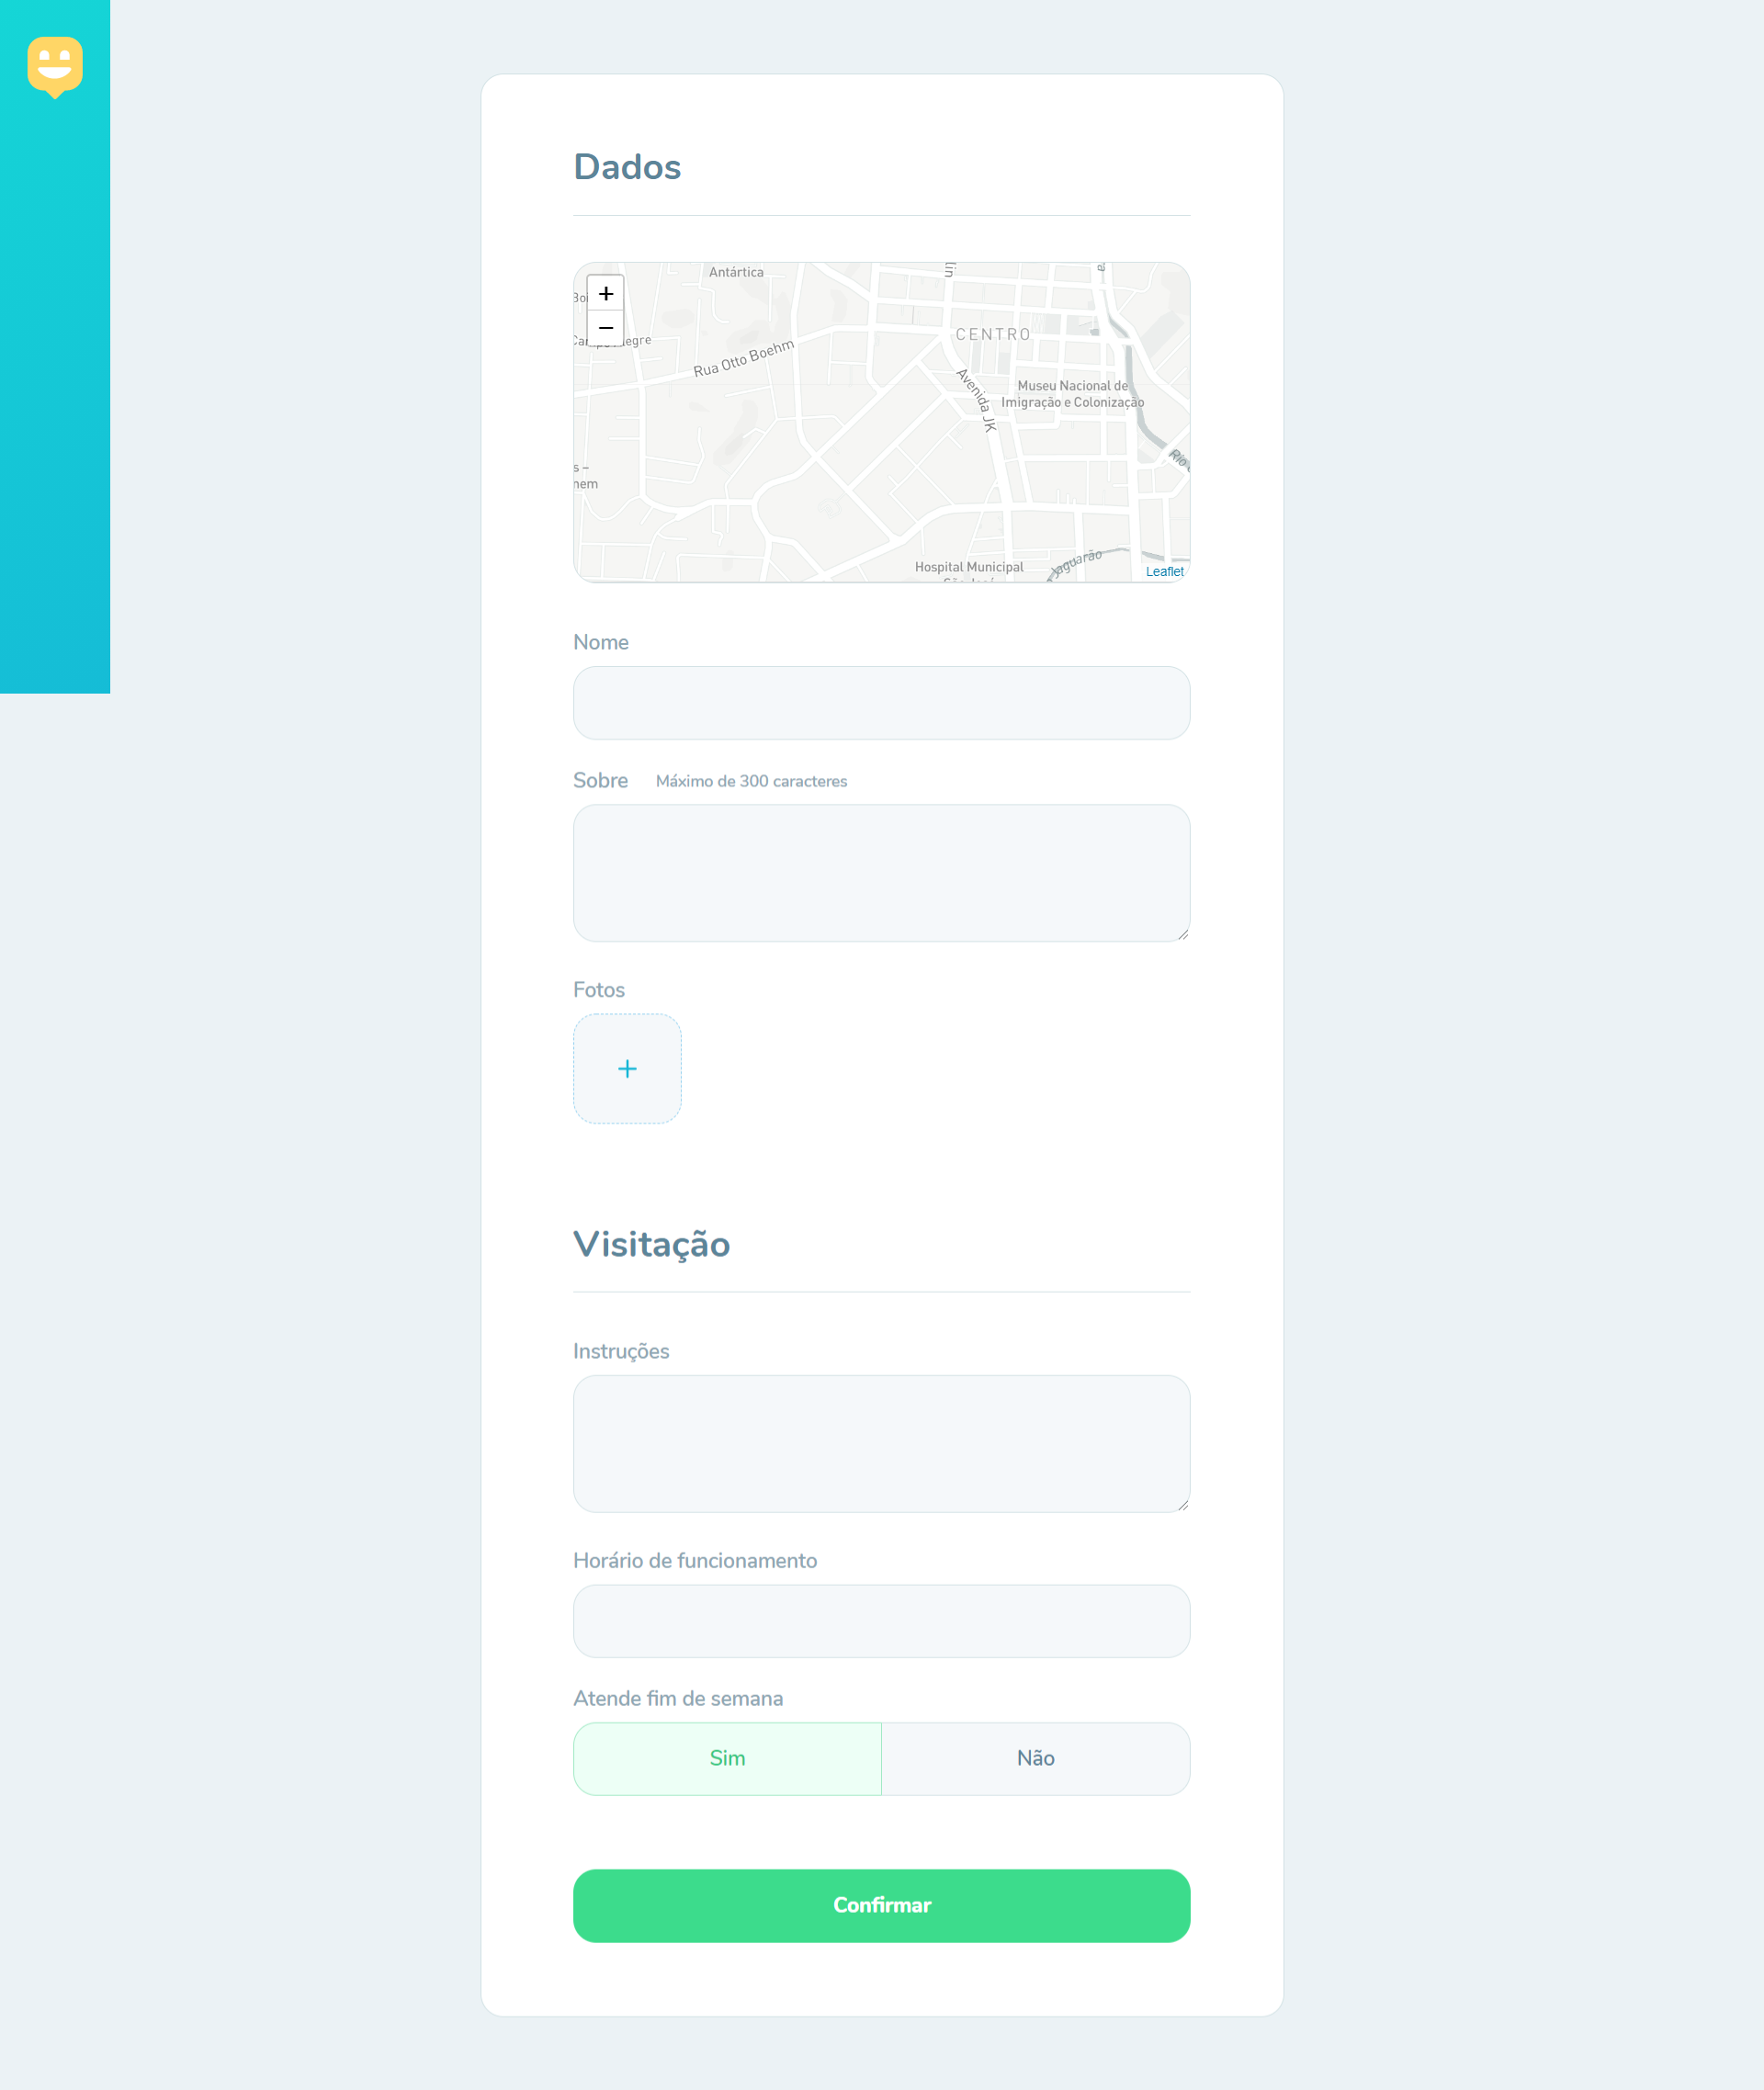 Dados
Antártica
CENTRO
Rua Otto Boehm
Avenida JK
Museu Nacional de
Imigração e Colonização
Rio
Hospital Municipal
Jaguarão
Leaflet
+
−
Nome
Sobre Máximo de 300 caracteres
Fotos
+
Visitação
Instruções
Horário de funcionamento
Atende fim de semana
Sim Não
Confirmar